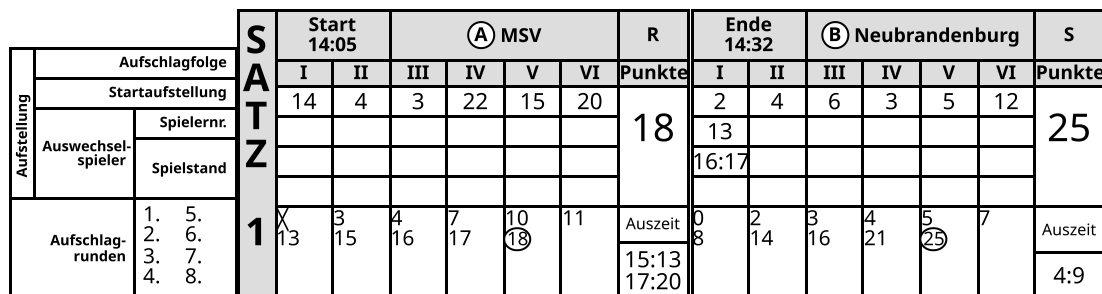 S A T Z 1
Start 14:05
A MSV
R
Ende 14:32
B Neubrandenburg
S
I II III IV V VI Punkte I II III IV V VI Punkte
Aufstellung
Aufschlagfolge
Startaufstellung
14 4 3 22 15 20 18 2 4 6 3 5 12 25
Auswechsel-
spieler
Spielernr.
13
Spielstand
16:17
Aufschlag-
runden
1. 5.
2. 6.
3. 7.
4. 8.
X 3 4 7 10 11 Auszeit 0 2 3 4 5 7 Auszeit
13 15 16 17 18 8 14 16 21 25
15:13
17:20
4:9